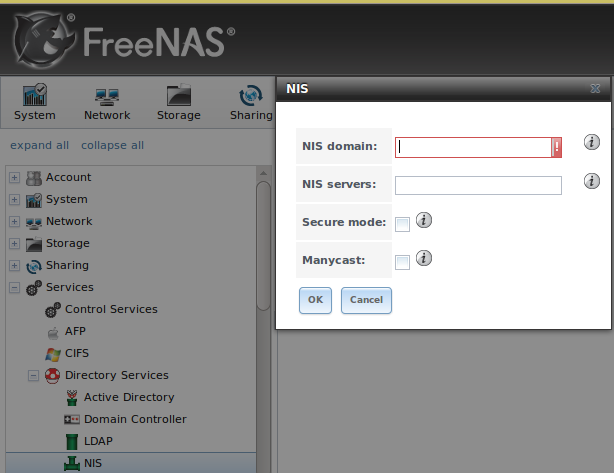 FreeNAS®
System
Network
Storage
Sharing
expand all
collapse all
Account
System
Network
Storage
Sharing
Services
Control Services
AFP
CIFS
Directory Services
Active Directory
Domain Controller
LDAP
NIS
NIS
NIS domain:
NIS servers:
Secure mode:
Manycast:
OK
Cancel